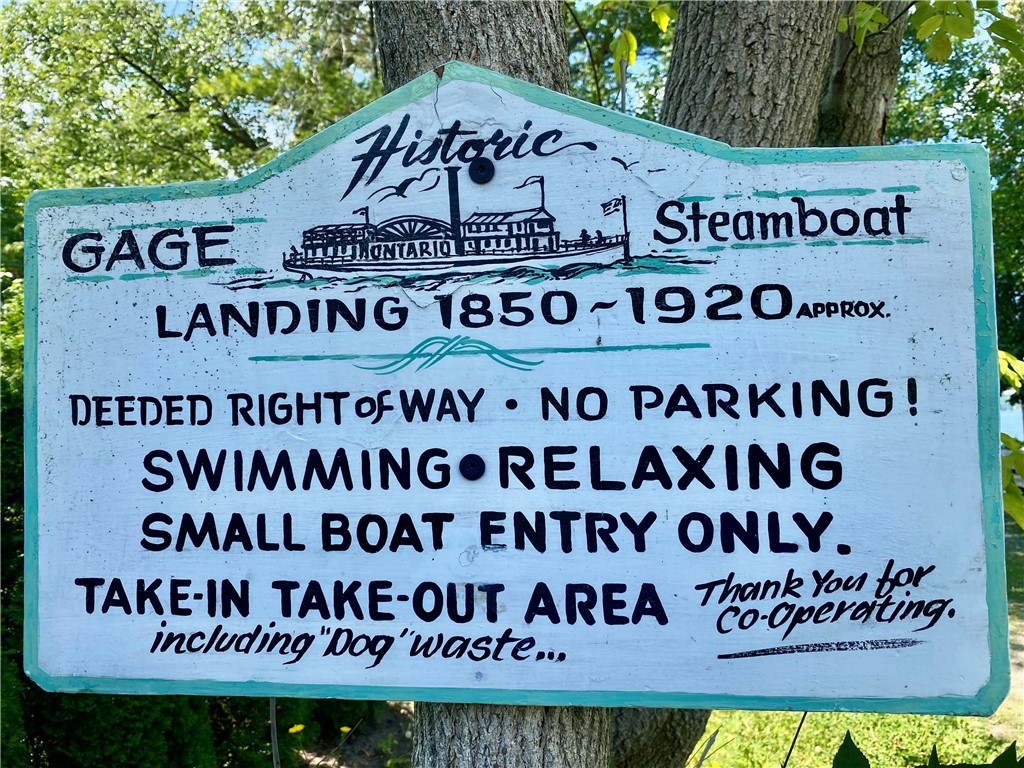 Historic
GAGE Steamboat
ONTARIO
LANDING 1850 ~ 1920 APPROX.
DEEDED RIGHT OF WAY • NO PARKING!
SWIMMING • RELAXING
SMALL BOAT ENTRY ONLY.
TAKE-IN TAKE-OUT AREA
including "Dog" waste...
Thank You for
Co-Operating.